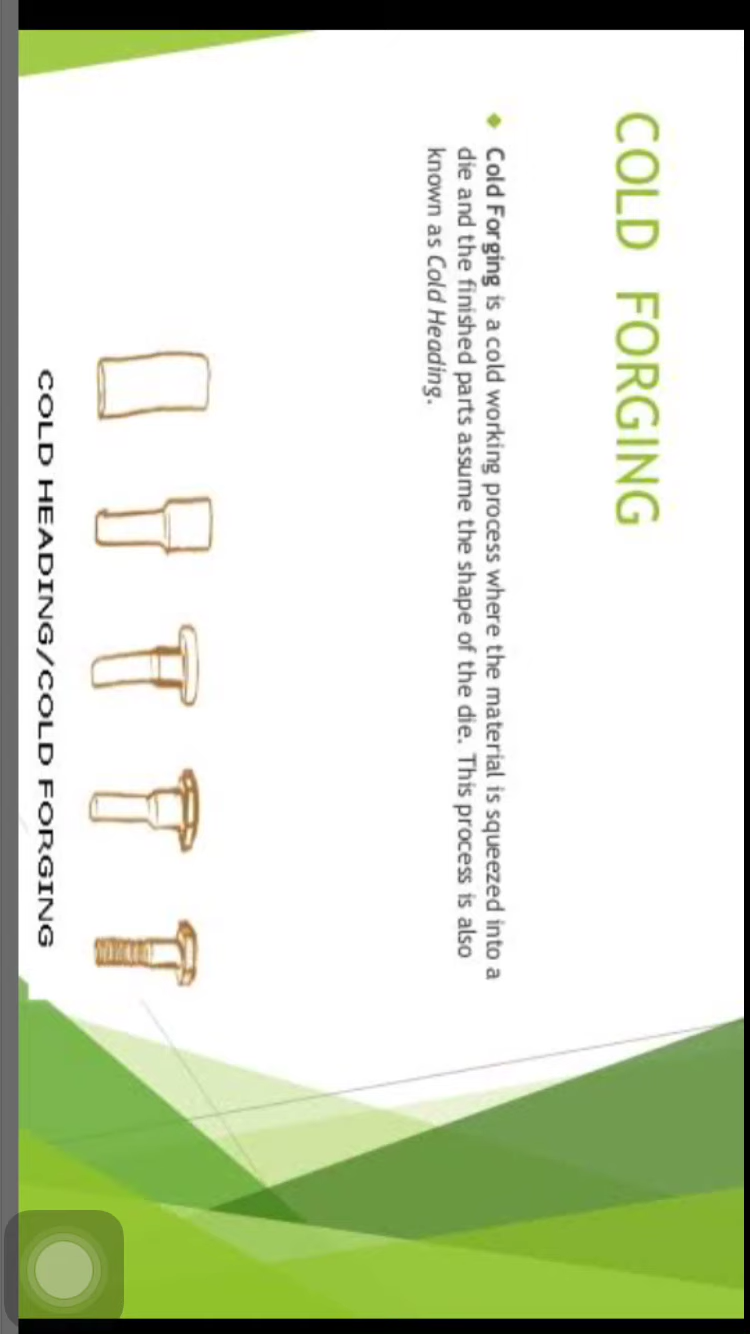 COLD FORGING
Cold Forging is a cold working process where the material is squeezed into a
die and the finished parts assume the shape of the die. This process is also
known as Cold Heading.
COLD HEADING/COLD FORGING